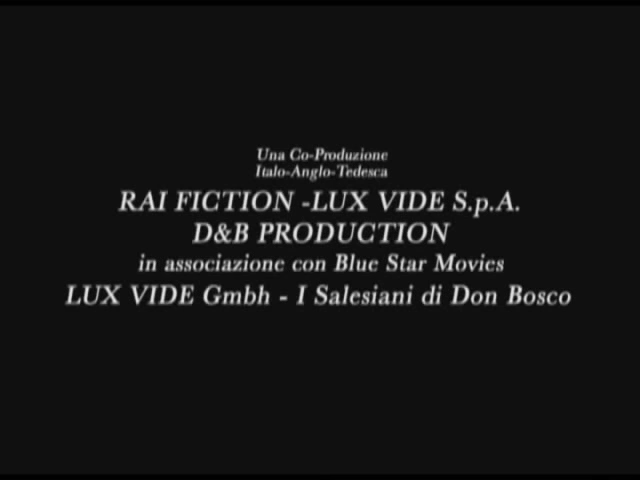 Una Co-Produzione
Italo-Anglo-Tedesca
RAI FICTION -LUX VIDE S.p.A.
D&B PRODUCTION
in associazione con Blue Star Movies
LUX VIDE Gmbh - I Salesiani di Don Bosco